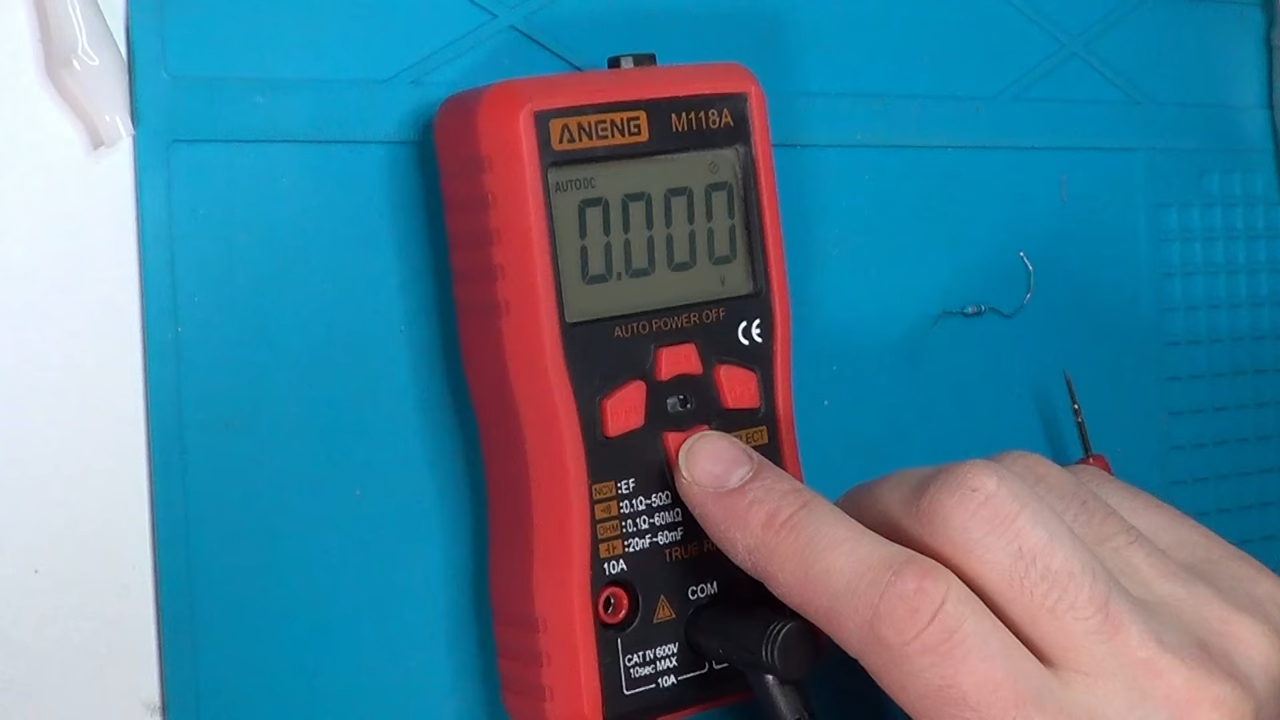 ANENG M118A
AUTO DC
0.000
V
AUTO POWER OFF
CE
NCV :EF
:0.1Ω~50Ω
OHM :0.1Ω~60MΩ
:20nF~60mF
TRUE
10A
COM
CAT IV 600V
10sec MAX
10A